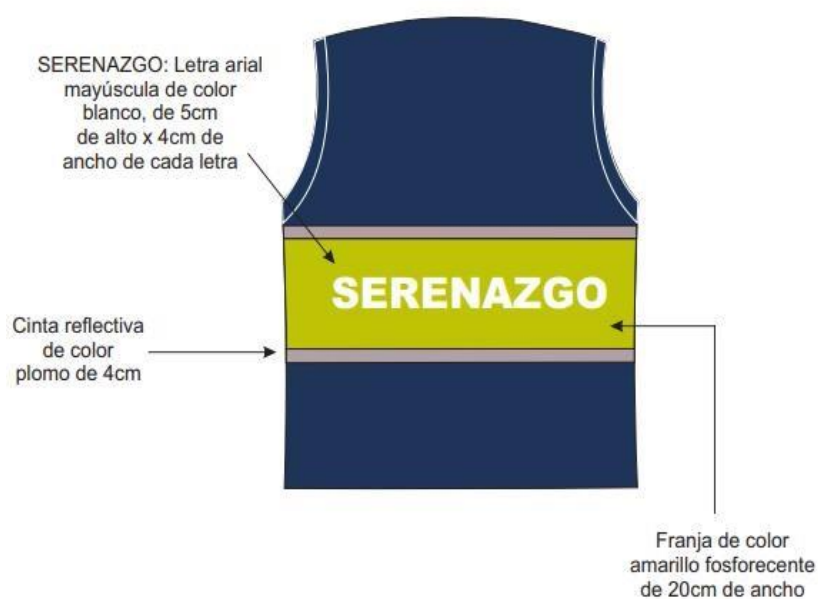 SERENAZGO: Letra arial
mayúscula de color
blanco, de 5cm
de alto x 4cm de
ancho de cada letra
SERENAZGO
Cinta reflectiva
de color
plomo de 4cm
Franja de color
amarillo fosforecente
de 20cm de ancho